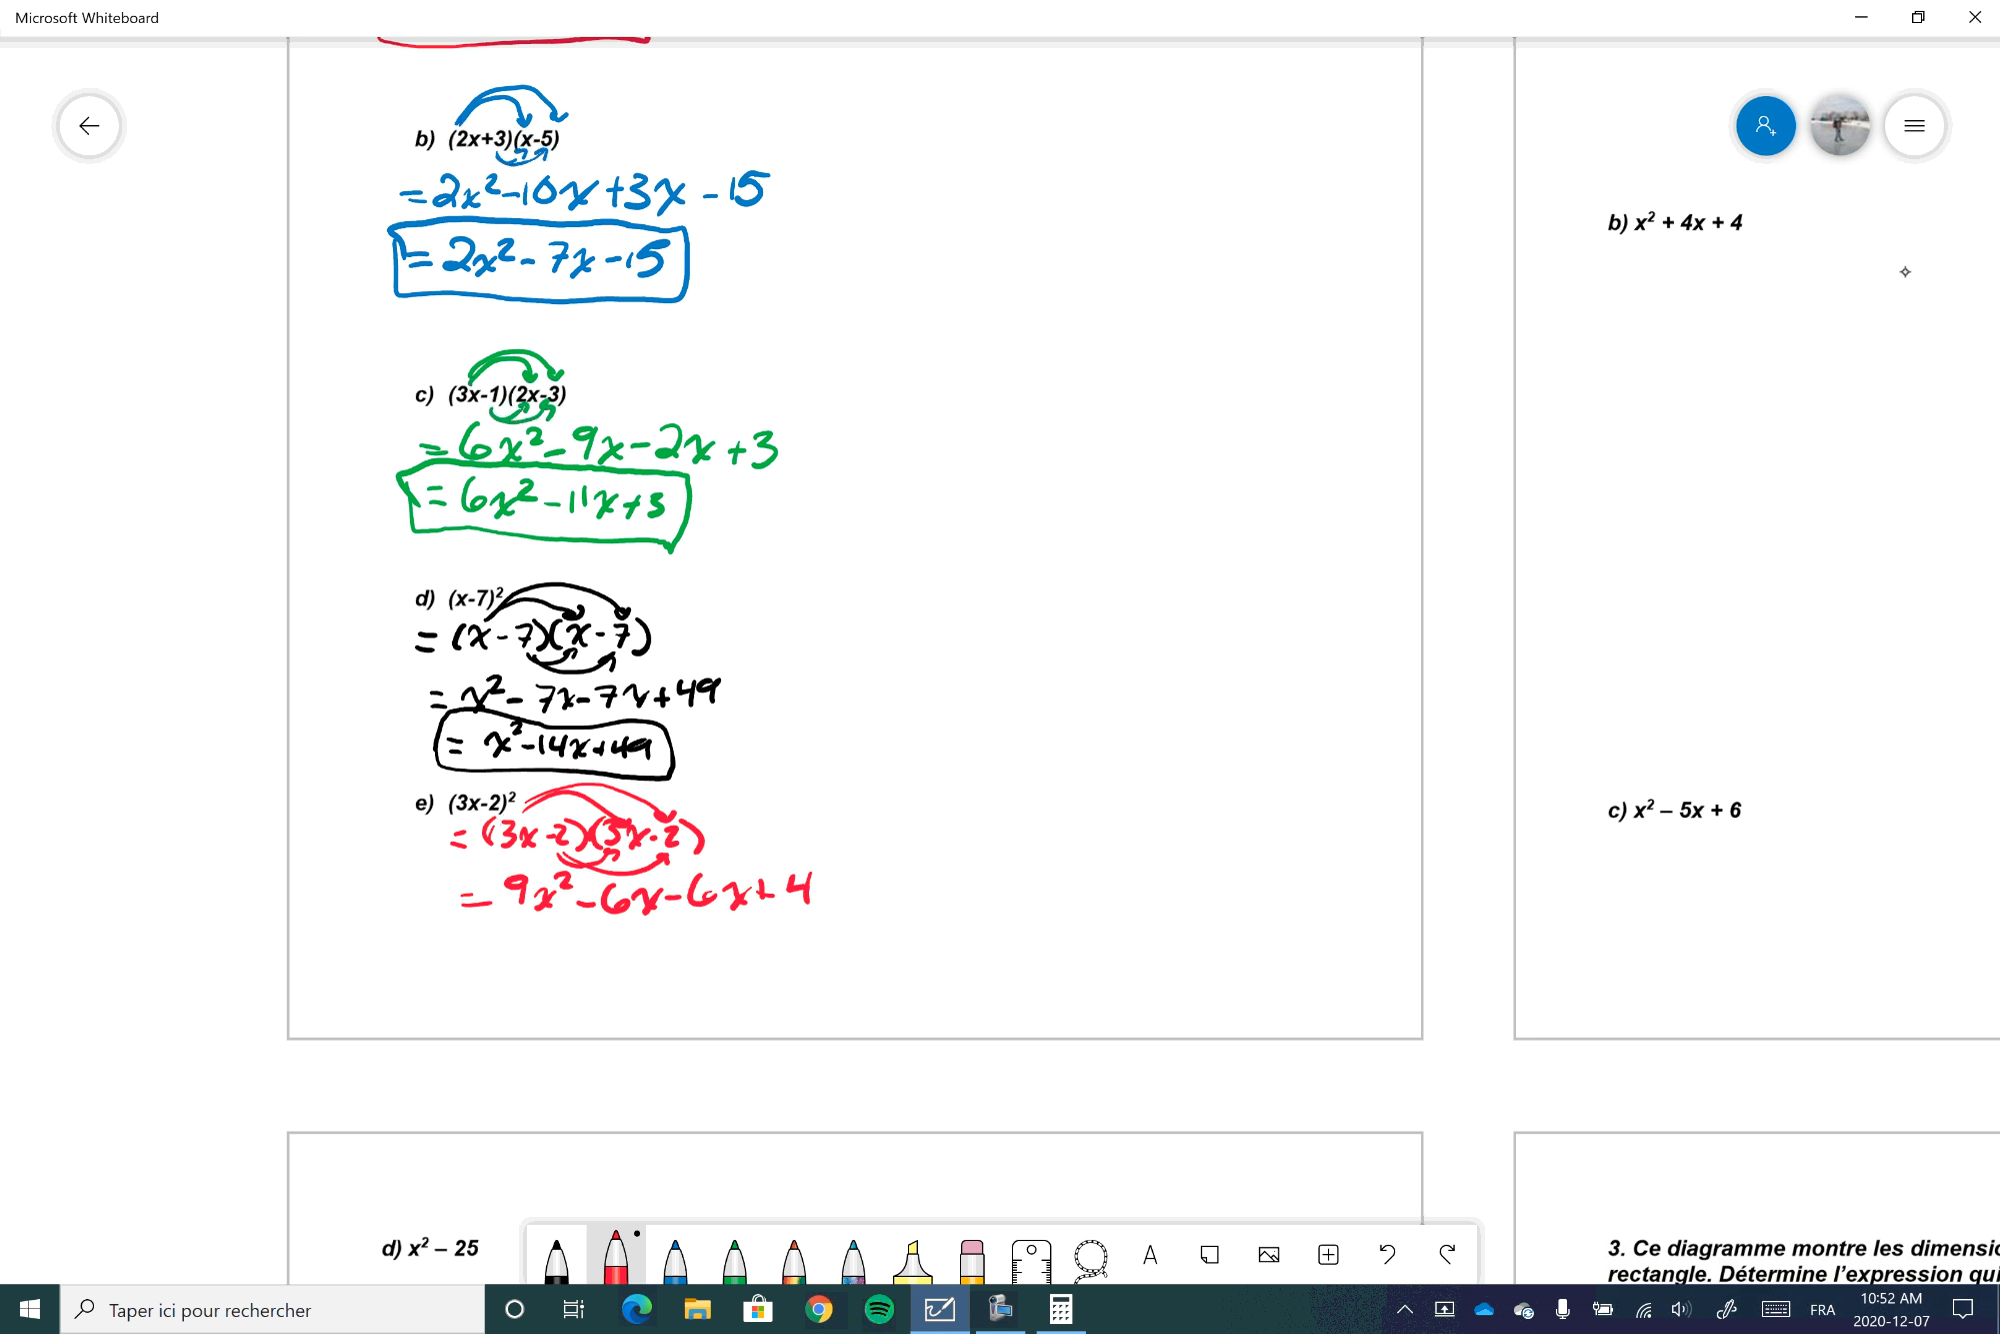 Microsoft Whiteboard
b) (2x+3)(x-5)
= 2x² - 10x + 3x - 15
= 2x² - 7x - 15
c) (3x-1)(2x-3)
= 6x² - 9x - 2x + 3
= 6x² - 11x + 3
d) (x-7)²
= (x - 7)(x - 7)
= x² - 7x - 7x + 49
= x² - 14x + 49
e) (3x-2)²
= (3x - 2)(3x - 2)
= 9x² - 6x - 6x + 4
b) x² + 4x + 4
c) x² – 5x + 6
d) x² – 25
3. Ce diagramme montre les dimensio
rectangle. Détermine l'expression qui
A
Taper ici pour rechercher
FRA
10:52 AM
2020-12-07